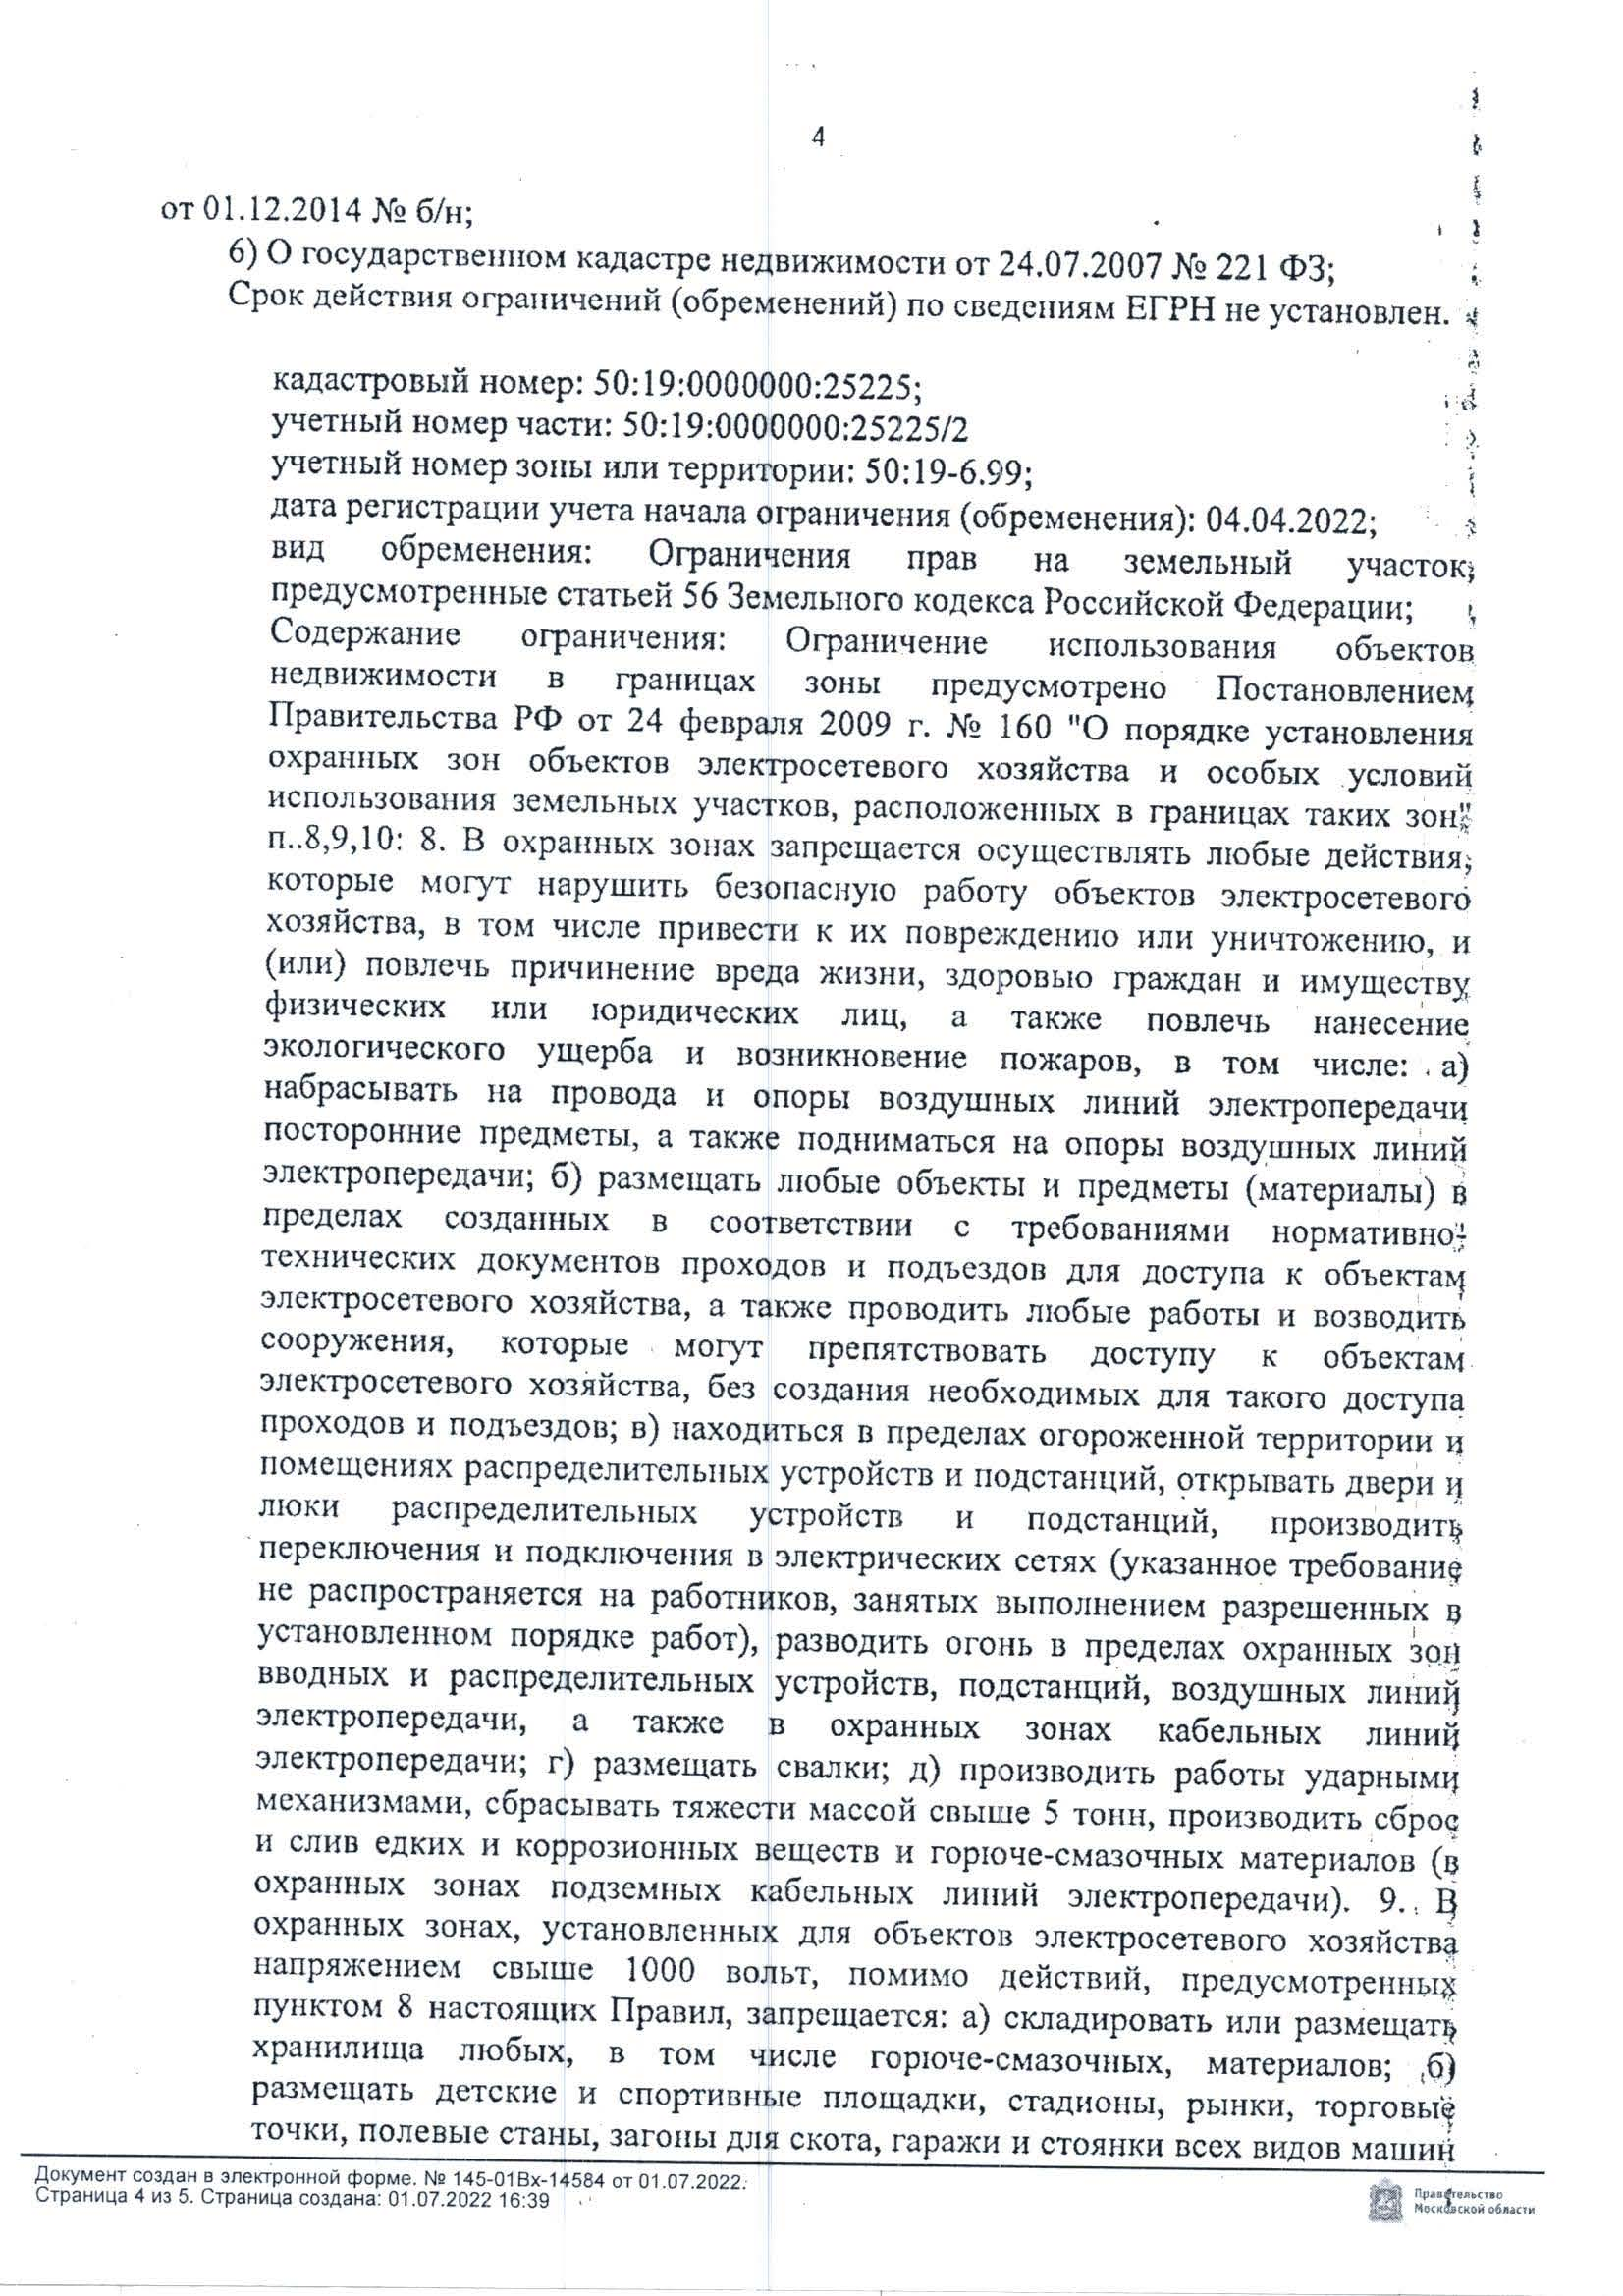 4
от 01.12.2014 № б/н;
6) О государственном кадастре недвижимости от 24.07.2007 № 221 ФЗ;
Срок действия ограничений (обременений) по сведениям ЕГРН не установлен.
кадастровый номер: 50:19:0000000:25225;
учетный номер части: 50:19:0000000:25225/2
учетный номер зоны или территории: 50:19-6.99;
дата регистрации учета начала ограничения (обременения): 04.04.2022;
вид обременения: Ограничения прав на земельный участок,
предусмотренные статьей 56 Земельного кодекса Российской Федерации;
Содержание ограничения: Ограничение использования объектов
недвижимости в границах зоны предусмотрено Постановлением
Правительства РФ от 24 февраля 2009 г. № 160 "О порядке установления
охранных зон объектов электросетевого хозяйства и особых условий
использования земельных участков, расположенных в границах таких зон"
п..8,9,10: 8. В охранных зонах запрещается осуществлять любые действия,
которые могут нарушить безопасную работу объектов электросетевого
хозяйства, в том числе привести к их повреждению или уничтожению, и
(или) повлечь причинение вреда жизни, здоровью граждан и имуществу
физических или юридических лиц, а также повлечь нанесение
экологического ущерба и возникновение пожаров, в том числе: а)
набрасывать на провода и опоры воздушных линий электропередачи
посторонние предметы, а также подниматься на опоры воздушных линий
электропередачи; б) размещать любые объекты и предметы (материалы) в
пределах созданных в соответствии с требованиями нормативно-
технических документов проходов и подъездов для доступа к объектам
электросетевого хозяйства, а также проводить любые работы и возводить
сооружения, которые могут препятствовать доступу к объектам
электросетевого хозяйства, без создания необходимых для такого доступа
проходов и подъездов; в) находиться в пределах огороженной территории и
помещениях распределительных устройств и подстанций, открывать двери и
люки распределительных устройств и подстанций, производить
переключения и подключения в электрических сетях (указанное требование
не распространяется на работников, занятых выполнением разрешенных в
установленном порядке работ), разводить огонь в пределах охранных зон
вводных и распределительных устройств, подстанций, воздушных линий
электропередачи, а также в охранных зонах кабельных линий
электропередачи; г) размещать свалки; д) производить работы ударными
механизмами, сбрасывать тяжести массой свыше 5 тонн, производить сброс
и слив едких и коррозионных веществ и горюче-смазочных материалов (в
охранных зонах подземных кабельных линий электропередачи). 9. В
охранных зонах, установленных для объектов электросетевого хозяйства
напряжением свыше 1000 вольт, помимо действий, предусмотренных
пунктом 8 настоящих Правил, запрещается: а) складировать или размещать
хранилища любых, в том числе горюче-смазочных, материалов; б)
размещать детские и спортивные площадки, стадионы, рынки, торговые
точки, полевые станы, загоны для скота, гаражи и стоянки всех видов машин
Документ создан в электронной форме. № 145-01Вх-14584 от 01.07.2022.
Страница 4 из 5. Страница создана: 01.07.2022 16:39
Правительство
Московской области